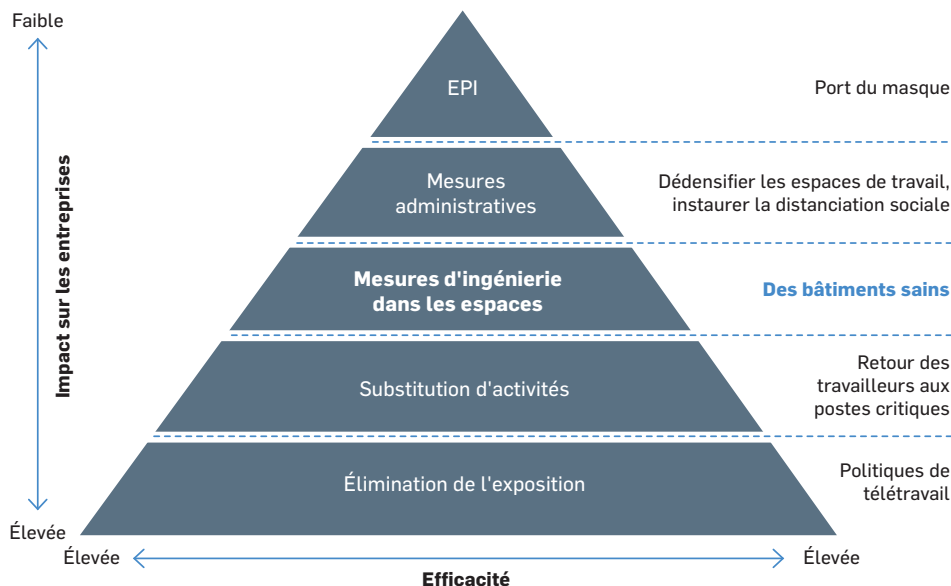 Faible
EPI
Port du masque
Mesures
administratives
Dédensifier les espaces de travail,
instaurer la distanciation sociale
Impact sur les entreprises
Mesures d'ingénierie
dans les espaces
Des bâtiments sains
Substitution d'activités
Retour des
travailleurs aux
postes critiques
Élimination de l'exposition
Politiques de
télétravail
Élevée
Élevée
Élevée
Efficacité